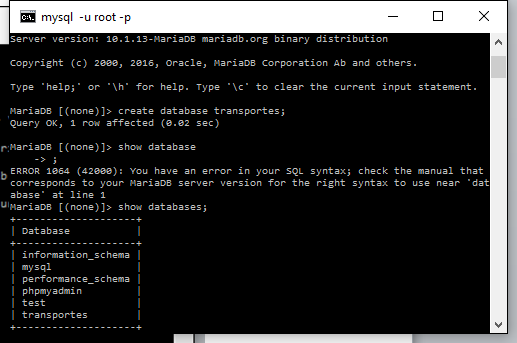 mysql -u root -p
Server version: 10.1.13-MariaDB mariadb.org binary distribution
Copyright (c) 2000, 2016, Oracle, MariaDB Corporation Ab and others.
Type 'help;' or '\h' for help. Type '\c' to clear the current input statement.
MariaDB [(none)]> create database transportes;
Query OK, 1 row affected (0.02 sec)
MariaDB [(none)]> show database
    -> ;
ERROR 1064 (42000): You have an error in your SQL syntax; check the manual that
corresponds to your MariaDB server version for the right syntax to use near 'dat
abase' at line 1
MariaDB [(none)]> show databases;
+--------------------+
| Database           |
+--------------------+
| information_schema |
| mysql              |
| performance_schema |
| phpmyadmin         |
| test               |
| transportes        |
+--------------------+